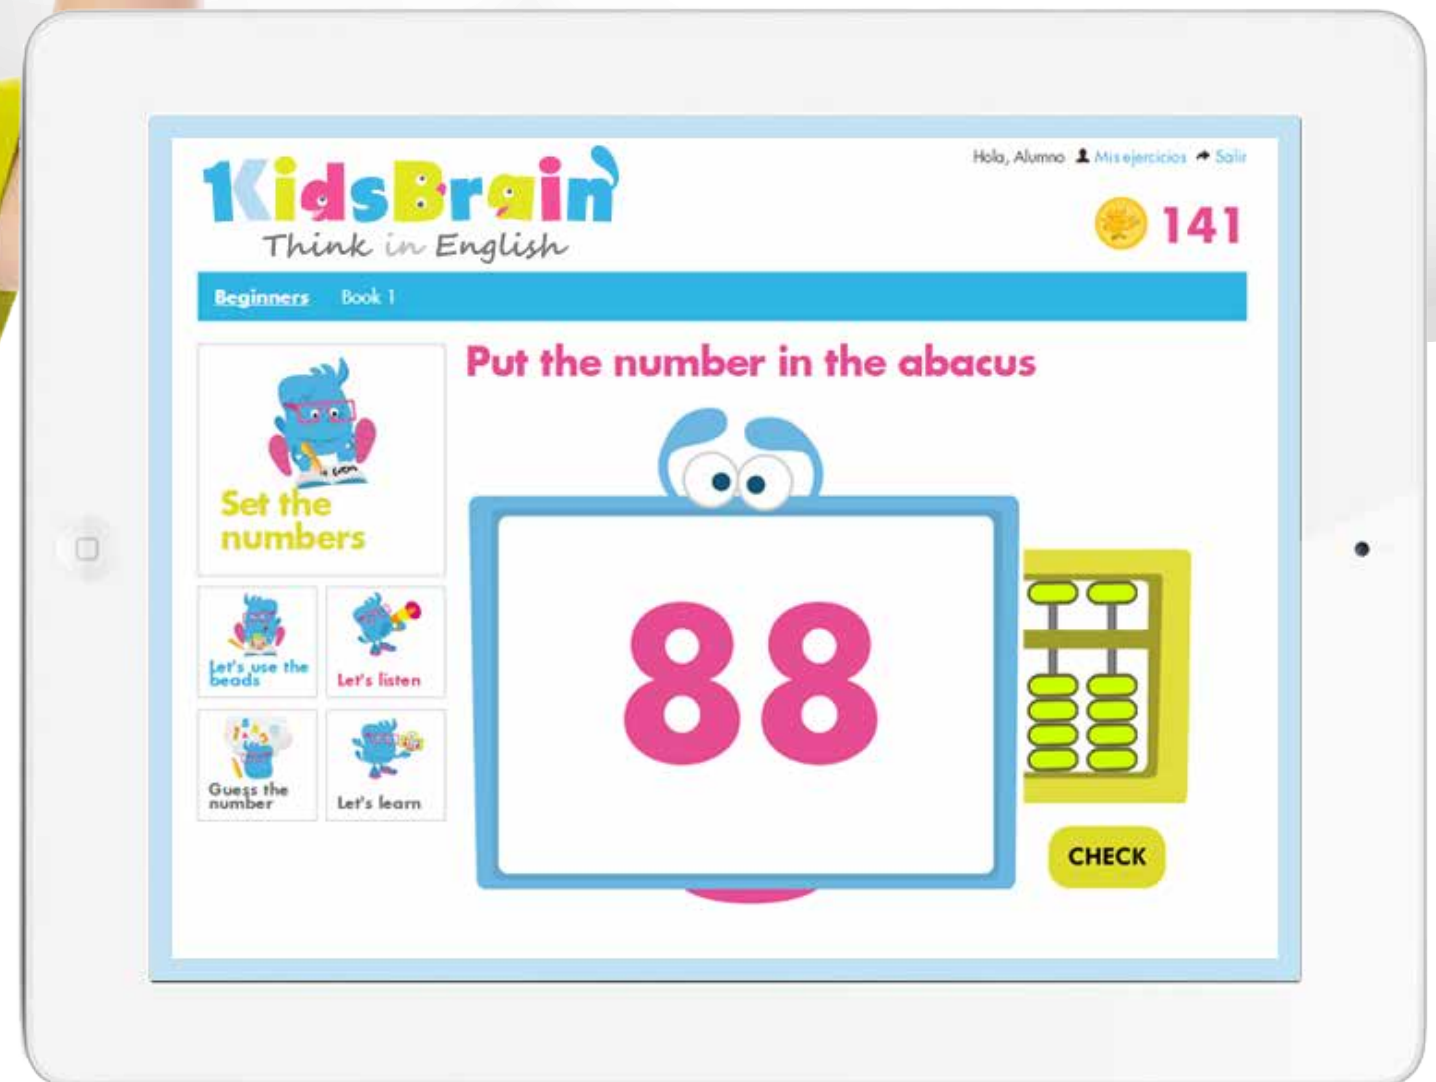 KidsBrain
Think in English
Hola, Alumno Mis ejercicios Salir
141
Beginners Book 1
Put the number in the abacus
Set the
numbers
Let's use the
beads
Let's listen
Guess the
number
Let's learn
88
CHECK